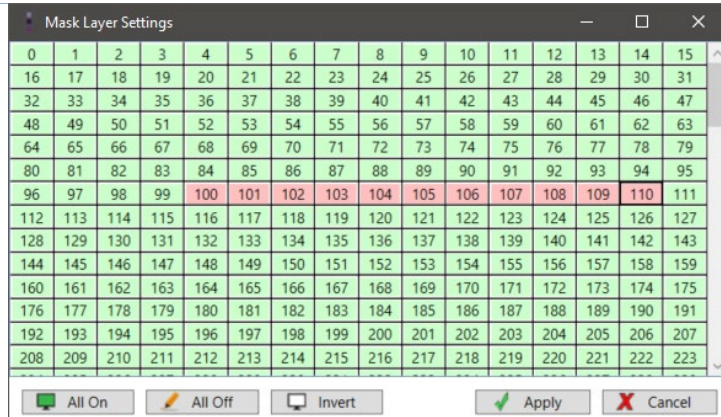 Mask Layer Settings
0 1 2 3 4 5 6 7 8 9 10 11 12 13 14 15
16 17 18 19 20 21 22 23 24 25 26 27 28 29 30 31
32 33 34 35 36 37 38 39 40 41 42 43 44 45 46 47
48 49 50 51 52 53 54 55 56 57 58 59 60 61 62 63
64 65 66 67 68 69 70 71 72 73 74 75 76 77 78 79
80 81 82 83 84 85 86 87 88 89 90 91 92 93 94 95
96 97 98 99 100 101 102 103 104 105 106 107 108 109 110 111
112 113 114 115 116 117 118 119 120 121 122 123 124 125 126 127
128 129 130 131 132 133 134 135 136 137 138 139 140 141 142 143
144 145 146 147 148 149 150 151 152 153 154 155 156 157 158 159
160 161 162 163 164 165 166 167 168 169 170 171 172 173 174 175
176 177 178 179 180 181 182 183 184 185 186 187 188 189 190 191
192 193 194 195 196 197 198 199 200 201 202 203 204 205 206 207
208 209 210 211 212 213 214 215 216 217 218 219 220 221 222 223
All On All Off Invert Apply Cancel